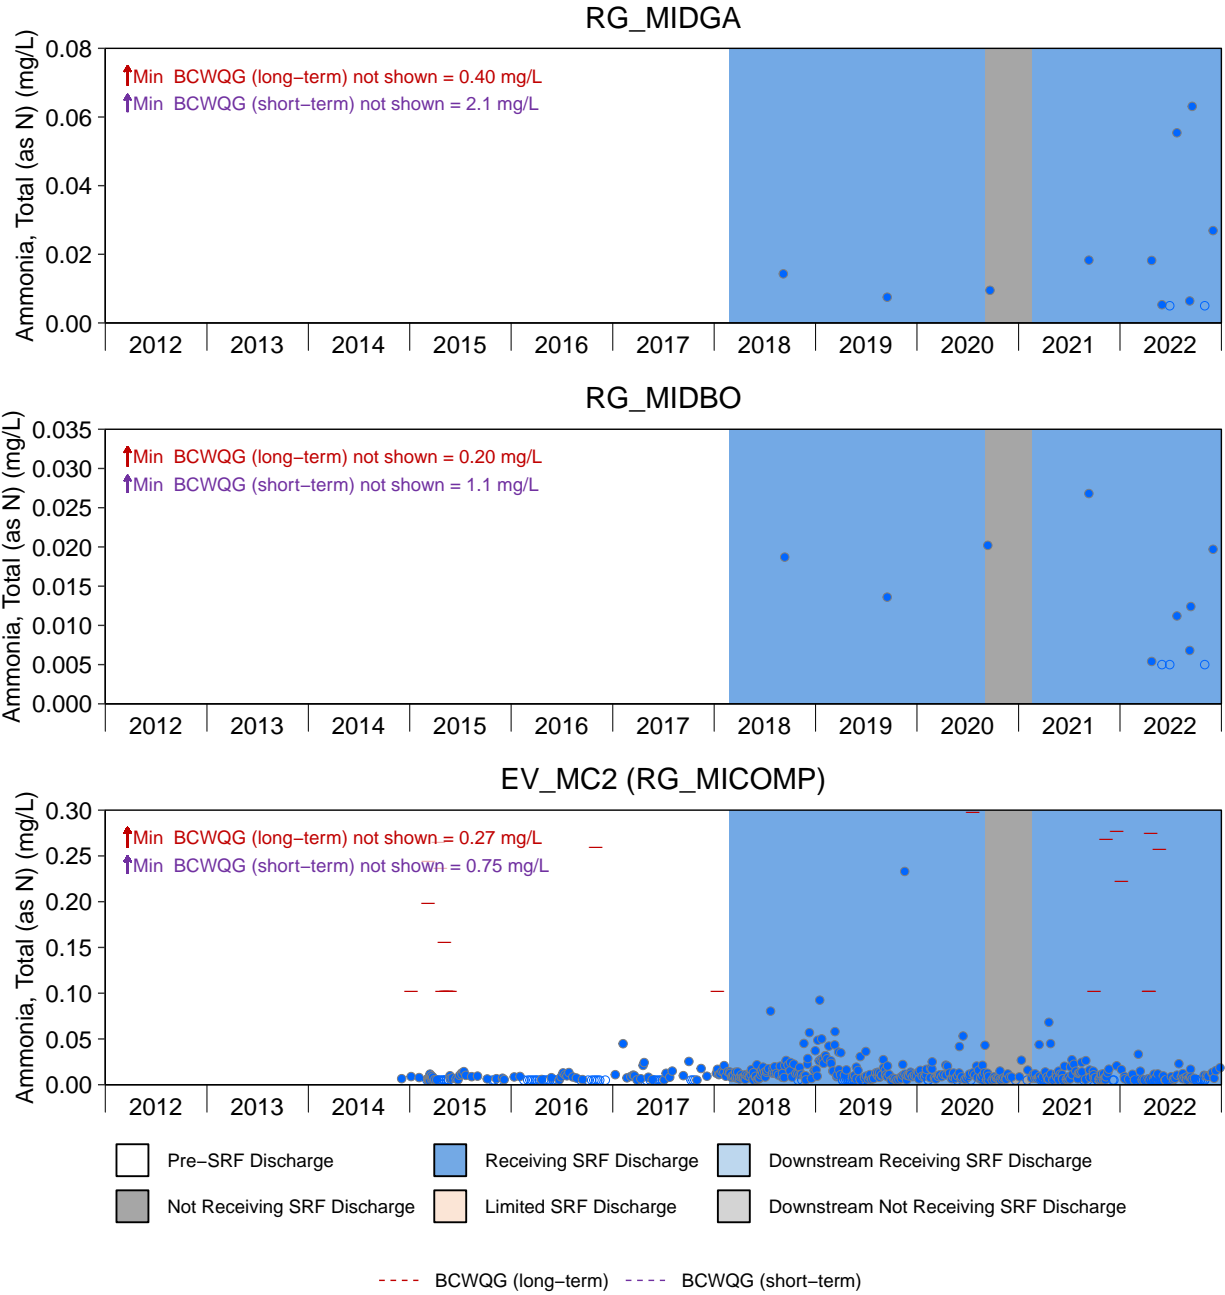 RG_MIDGA
Ammonia, Total (as N) (mg/L)
0.08
0.06
0.04
0.02
0.00
↑Min BCWQG (long−term) not shown = 0.40 mg/L
↑Min BCWQG (short−term) not shown = 2.1 mg/L
2012 2013 2014 2015 2016 2017 2018 2019 2020 2021 2022
RG_MIDBO
Ammonia, Total (as N) (mg/L)
0.035
0.030
0.025
0.020
0.015
0.010
0.005
0.000
↑Min BCWQG (long−term) not shown = 0.20 mg/L
↑Min BCWQG (short−term) not shown = 1.1 mg/L
2012 2013 2014 2015 2016 2017 2018 2019 2020 2021 2022
EV_MC2 (RG_MICOMP)
Ammonia, Total (as N) (mg/L)
0.30
0.25
0.20
0.15
0.10
0.05
0.00
↑Min BCWQG (long−term) not shown = 0.27 mg/L
↑Min BCWQG (short−term) not shown = 0.75 mg/L
2012 2013 2014 2015 2016 2017 2018 2019 2020 2021 2022
Pre−SRF Discharge Receiving SRF Discharge Downstream Receiving SRF Discharge
Not Receiving SRF Discharge Limited SRF Discharge Downstream Not Receiving SRF Discharge
BCWQG (long−term) BCWQG (short−term)